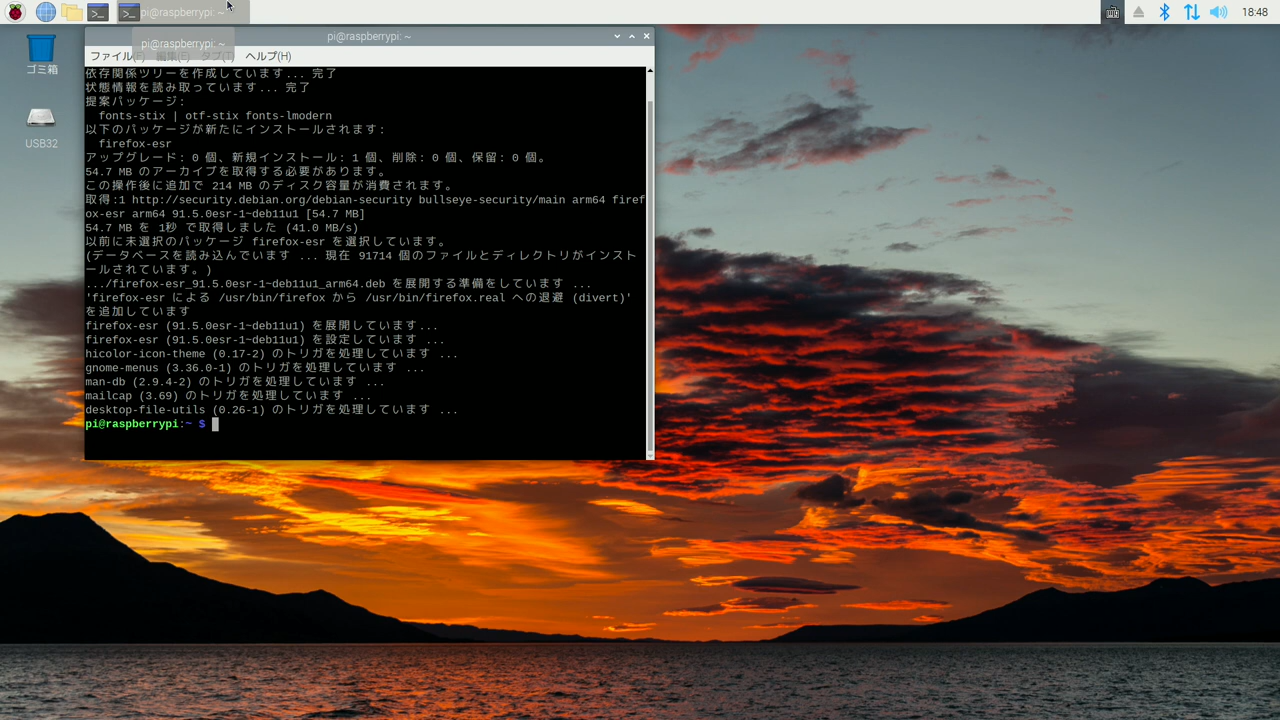 pi@raspberrypi: ~
18:48
pi@raspberrypi: ~
pi@raspberrypi: ~
ファイル(F) 編集(E) タブ(T) ヘルプ(H)
ゴミ箱
USB32
依存関係ツリーを作成しています... 完了
状態情報を読み取っています... 完了
提案パッケージ:
fonts-stix | otf-stix fonts-lmodern
以下のパッケージが新たにインストールされます:
firefox-esr
アップグレード: 0 個、新規インストール: 1 個、削除: 0 個、保留: 0 個。
54.7 MB のアーカイブを取得する必要があります。
この操作後に追加で 214 MB のディスク容量が消費されます。
取得:1 http://security.debian.org/debian-security bullseye-security/main arm64 firef
ox-esr arm64 91.5.0esr-1~deb11u1 [54.7 MB]
54.7 MB を 1秒 で取得しました (41.0 MB/s)
以前に未選択のパッケージ firefox-esr を選択しています。
(データベースを読み込んでいます ... 現在 91714 個のファイルとディレクトリがインスト
ールされています。)
.../firefox-esr_91.5.0esr-1~deb11u1_arm64.deb を展開する準備をしています ...
'firefox-esr による /usr/bin/firefox から /usr/bin/firefox.real への退避 (divert)'
を追加しています
firefox-esr (91.5.0esr-1~deb11u1) を展開しています...
firefox-esr (91.5.0esr-1~deb11u1) を設定しています ...
hicolor-icon-theme (0.17-2) のトリガを処理しています ...
gnome-menus (3.36.0-1) のトリガを処理しています ...
man-db (2.9.4-2) のトリガを処理しています ...
mailcap (3.69) のトリガを処理しています ...
desktop-file-utils (0.26-1) のトリガを処理しています ...
pi@raspberrypi:~ $